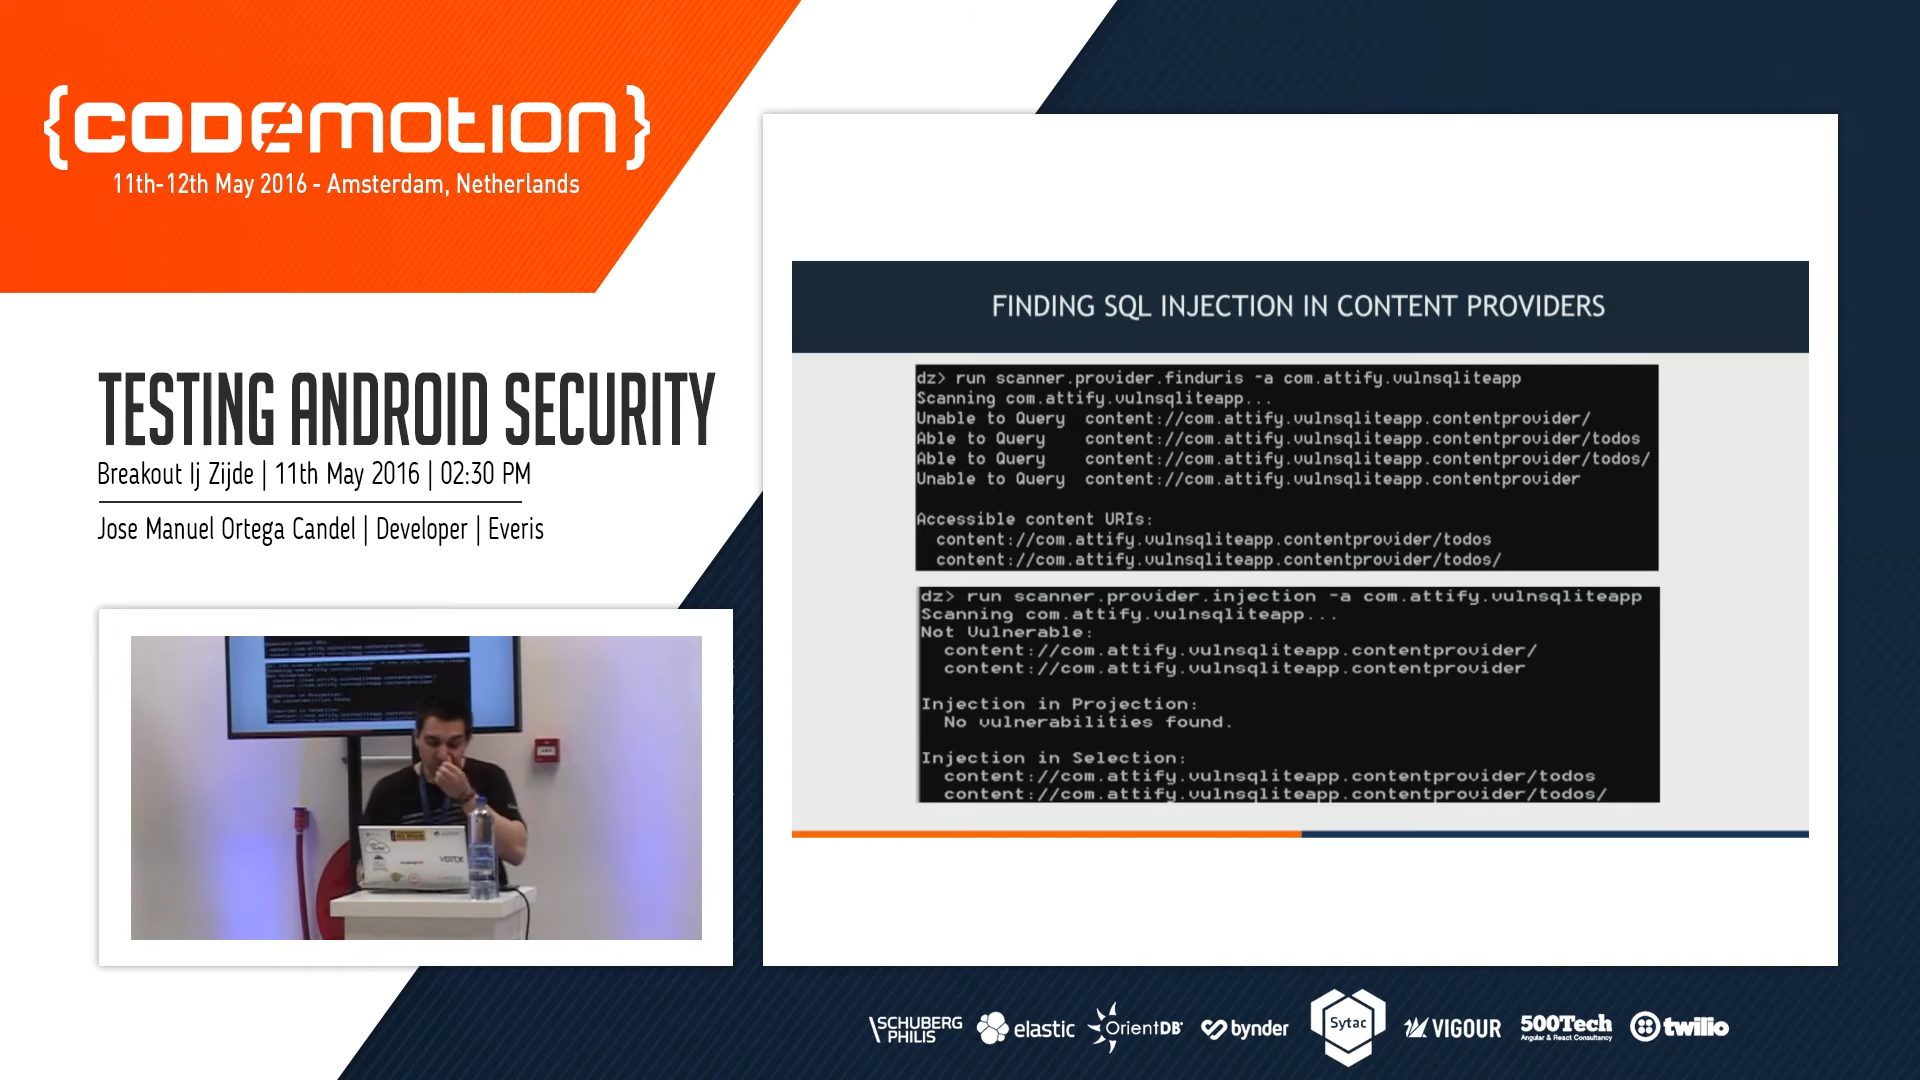 {codemotion}
11th-12th May 2016 - Amsterdam, Netherlands
TESTING ANDROID SECURITY
Breakout Ij Zijde | 11th May 2016 | 02:30 PM
Jose Manuel Ortega Candel | Developer | Everis
FINDING SQL INJECTION IN CONTENT PROVIDERS
dz> run scanner.provider.finduris -a com.attify.vulnsqliteapp
Scanning com.attify.vulnsqliteapp...
Unable to Query content://com.attify.vulnsqliteapp.contentprovider/
Able to Query content://com.attify.vulnsqliteapp.contentprovider/todos
Able to Query content://com.attify.vulnsqliteapp.contentprovider/todos/
Unable to Query content://com.attify.vulnsqliteapp.contentprovider
Accessible content URIs:
content://com.attify.vulnsqliteapp.contentprovider/todos
content://com.attify.vulnsqliteapp.contentprovider/todos/
dz> run scanner.provider.injection -a com.attify.vulnsqliteapp
Scanning com.attify.vulnsqliteapp...
Not Vulnerable:
content://com.attify.vulnsqliteapp.contentprovider/
content://com.attify.vulnsqliteapp.contentprovider
Injection in Projection:
No vulnerabilities found.
Injection in Selection:
content://com.attify.vulnsqliteapp.contentprovider/todos
content://com.attify.vulnsqliteapp.contentprovider/todos/
SCHUBERG
PHILIS
elastic
OrientDB
bynder
Sytac
VIGOUR
500Tech
Angular & React Consultancy
twilio